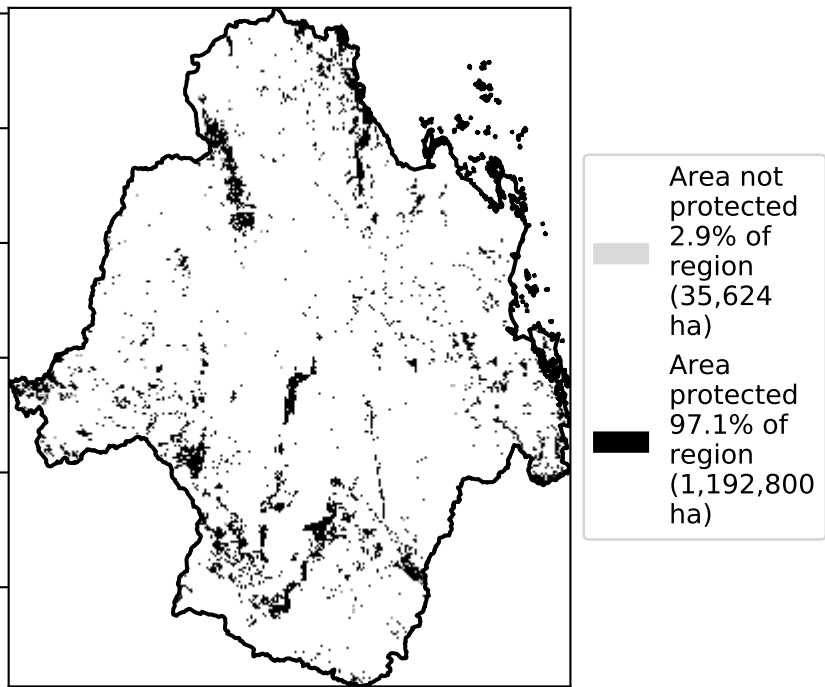 Area not
protected
2.9% of
region
(35,624
ha)
Area
protected
97.1% of
region
(1,192,800
ha)